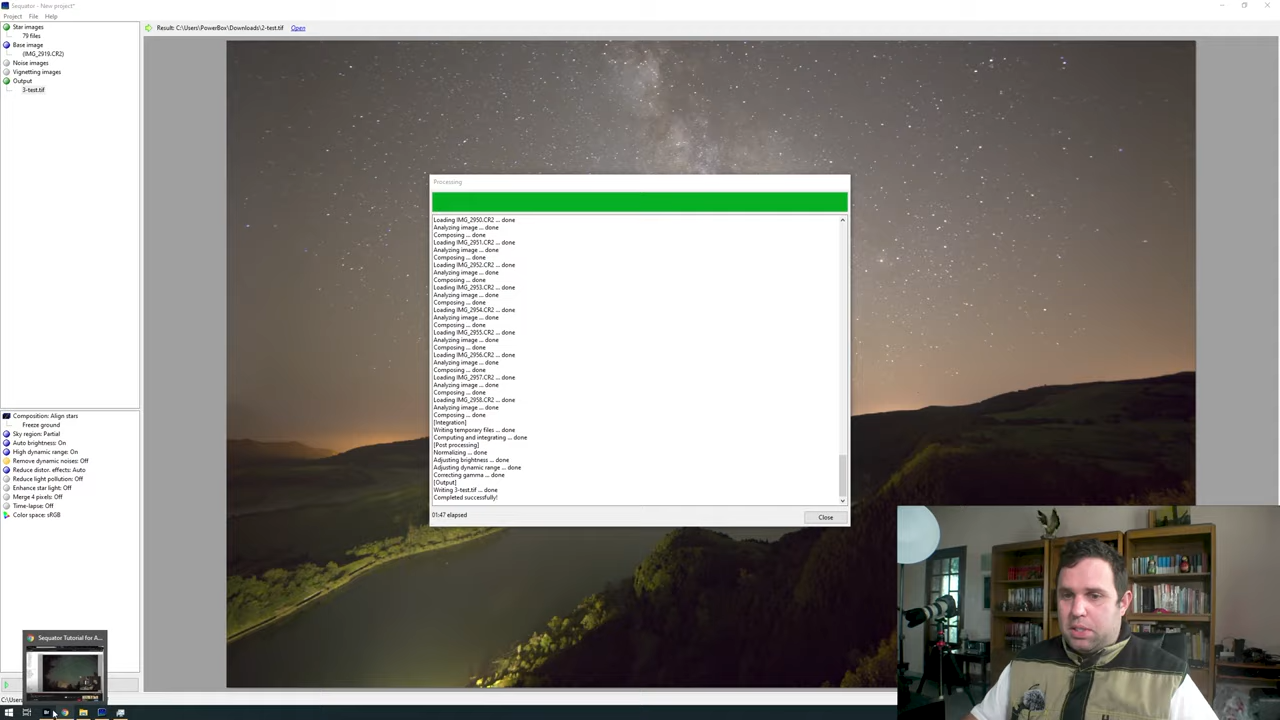 Sequator - New project*
Project File Help
Star images
79 files
Base image
(IMG_2919.CR2)
Noise images
Vignetting images
Output
3-test.tif
Result: C:\Users\PowerBox\Downloads\2-test.tif Open
Processing
Loading IMG_2950.CR2 ... done
Analyzing image ... done
Composing ... done
Loading IMG_2951.CR2 ... done
Analyzing image ... done
Composing ... done
Loading IMG_2952.CR2 ... done
Analyzing image ... done
Composing ... done
Loading IMG_2953.CR2 ... done
Analyzing image ... done
Composing ... done
Loading IMG_2954.CR2 ... done
Analyzing image ... done
Composing ... done
Loading IMG_2955.CR2 ... done
Analyzing image ... done
Composing ... done
Loading IMG_2956.CR2 ... done
Analyzing image ... done
Composing ... done
Loading IMG_2957.CR2 ... done
Analyzing image ... done
Composing ... done
Loading IMG_2958.CR2 ... done
Analyzing image ... done
Composing ... done
[Integration]
Writing temporary files ... done
Computing and integrating ... done
[Post processing]
Normalizing ... done
Adjusting brightness ... done
Adjusting dynamic range ... done
Correcting gamma ... done
[Output]
Writing 3-test.tif ... done
Completed successfully!
01:47 elapsed
Close
Composition: Align stars
Freeze ground
Sky region: Partial
Auto brightness: On
High dynamic range: On
Remove dynamic noises: Off
Reduce distor. effects: Auto
Reduce light pollution: Off
Enhance star light: Off
Merge 4 pixels: Off
Time-lapse: Off
Color space: sRGB
Sequator Tutorial for A...
C:\Users
Br